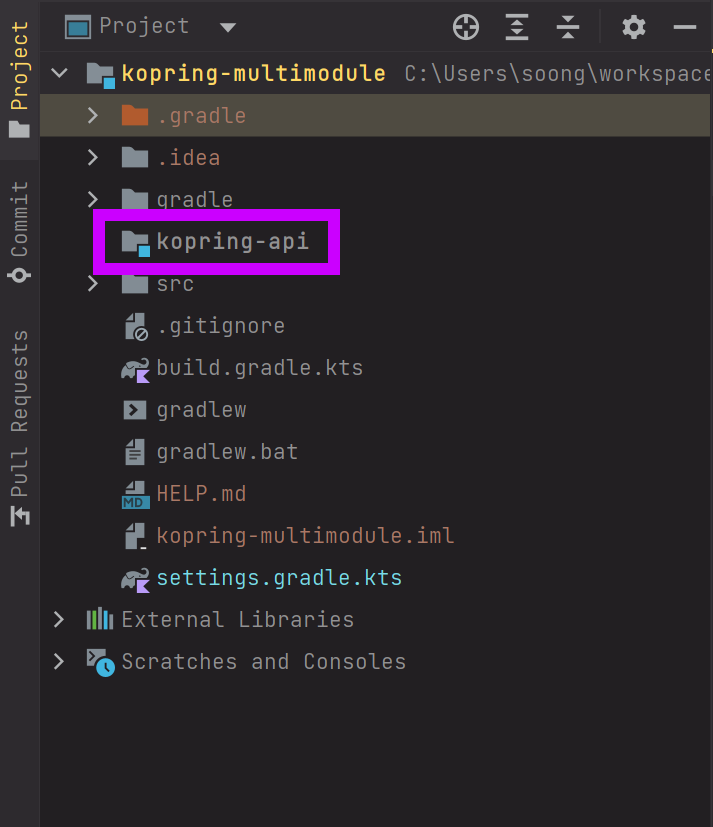 Project
Project
kopring-multimodule C:\Users\soong\workspace
.gradle
.idea
gradle
kopring-api
src
.gitignore
build.gradle.kts
gradlew
gradlew.bat
MD HELP.md
kopring-multimodule.iml
settings.gradle.kts
External Libraries
Scratches and Consoles
Commit
Pull Requests